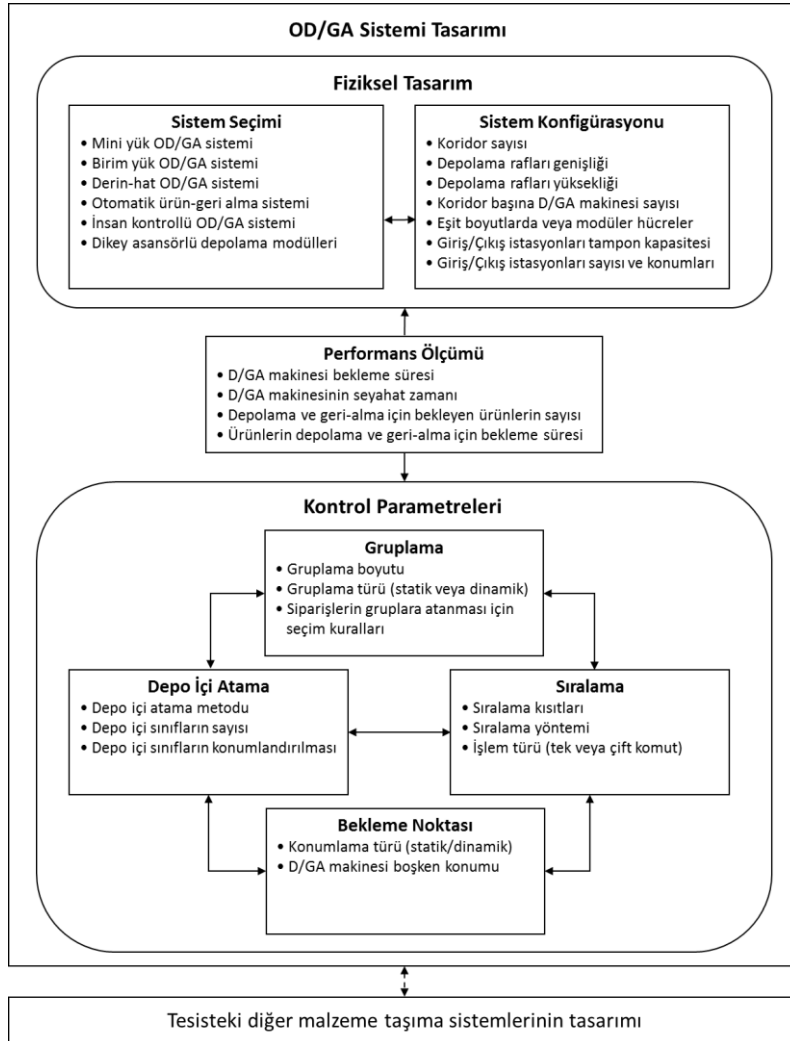 OD/GA Sistemi Tasarımı
Fiziksel Tasarım
Sistem Seçimi
• Mini yük OD/GA sistemi
• Birim yük OD/GA sistemi
• Derin-hat OD/GA sistemi
• Otomatik ürün-geri alma sistemi
• İnsan kontrollü OD/GA sistemi
• Dikey asansörlü depolama modülleri
Sistem Konfigürasyonu
• Koridor sayısı
• Depolama rafları genişliği
• Depolama rafları yüksekliği
• Koridor başına D/GA makinesi sayısı
• Eşit boyutlarda veya modüler hücreler
• Giriş/Çıkış istasyonları tampon kapasitesi
• Giriş/Çıkış istasyonları sayısı ve konumları
Performans Ölçümü
• D/GA makinesi bekleme süresi
• D/GA makinesinin seyahat zamanı
• Depolama ve geri-alma için bekleyen ürünlerin sayısı
• Ürünlerin depolama ve geri-alma için bekleme süresi
Kontrol Parametreleri
Gruplama
• Gruplama boyutu
• Gruplama türü (statik veya dinamik)
• Siparişlerin gruplara atanması için
seçim kuralları
Depo İçi Atama
• Depo içi atama metodu
• Depo içi sınıfların sayısı
• Depo içi sınıfların konumlandırılması
Sıralama
• Sıralama kısıtları
• Sıralama yöntemi
• İşlem türü (tek veya çift komut)
Bekleme Noktası
• Konumlama türü (statik/dinamik)
• D/GA makinesi boşken konumu
Tesisteki diğer malzeme taşıma sistemlerinin tasarımı